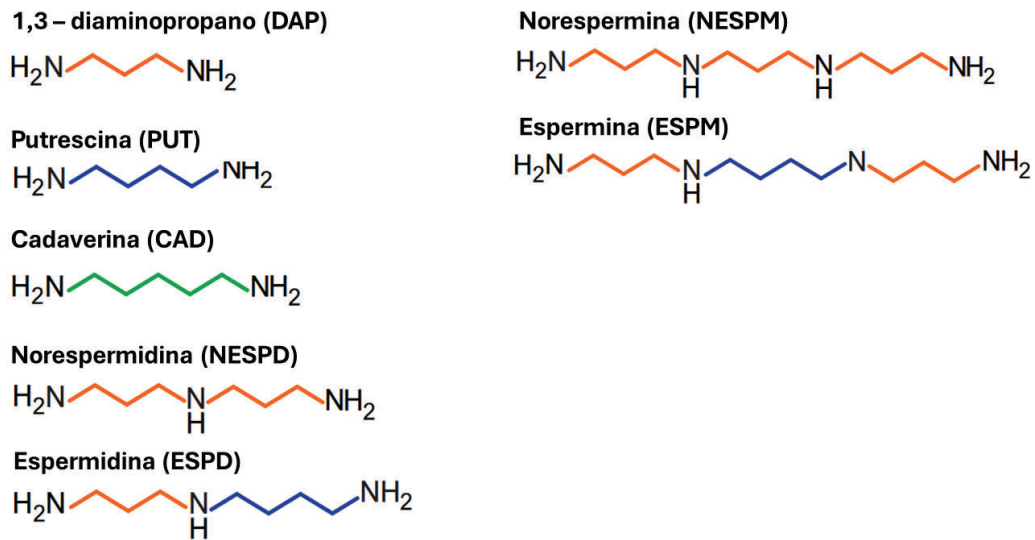 1,3 – diaminopropano (DAP)
H₂N NH₂
Putrescina (PUT)
H₂N NH₂
Cadaverina (CAD)
H₂N NH₂
Norespermidina (NESPD)
H₂N N H NH₂
Espermidina (ESPD)
H₂N N H NH₂
Norespermina (NESPM)
H₂N N H N H NH₂
Espermina (ESPM)
H₂N N H N NH₂